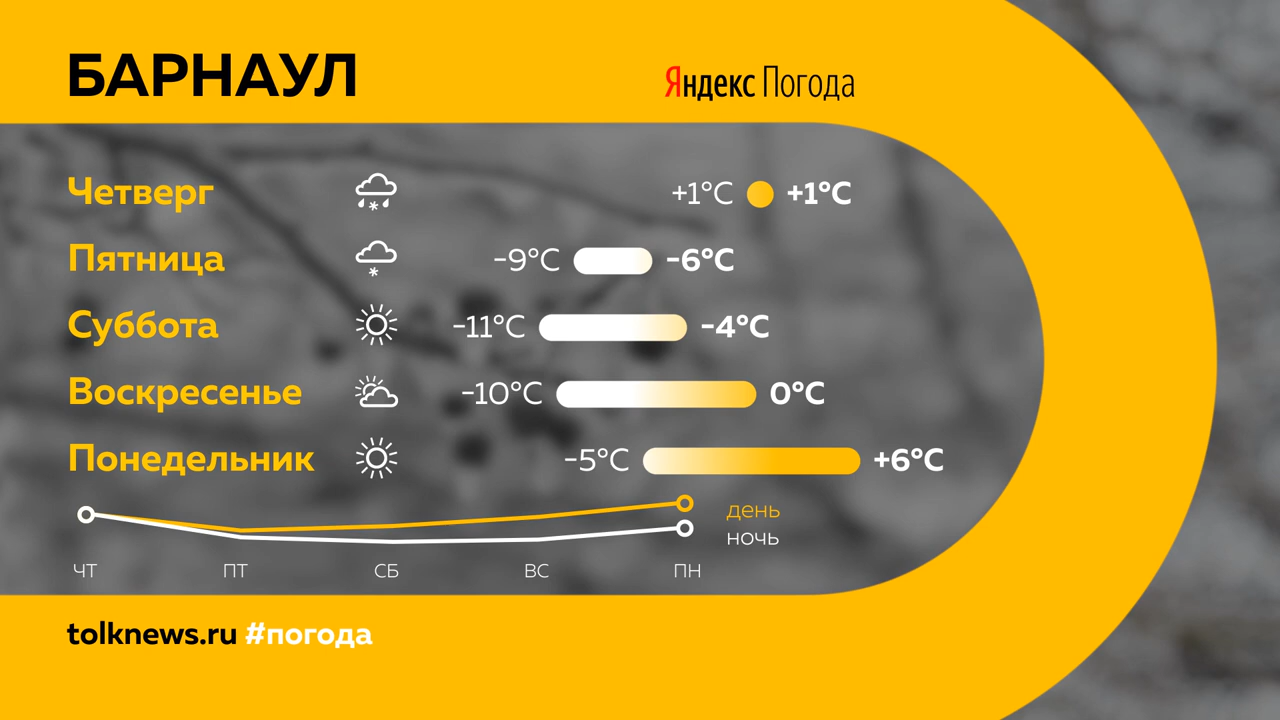 БАРНАУЛ
Яндекс Погода
Четверг +1°C +1°C
Пятница -9°C -6°C
Суббота -11°C -4°C
Воскресенье -10°C 0°C
Понедельник -5°C +6°C
день
ночь
ЧТ ПТ СБ ВС ПН
tolknews.ru #погода